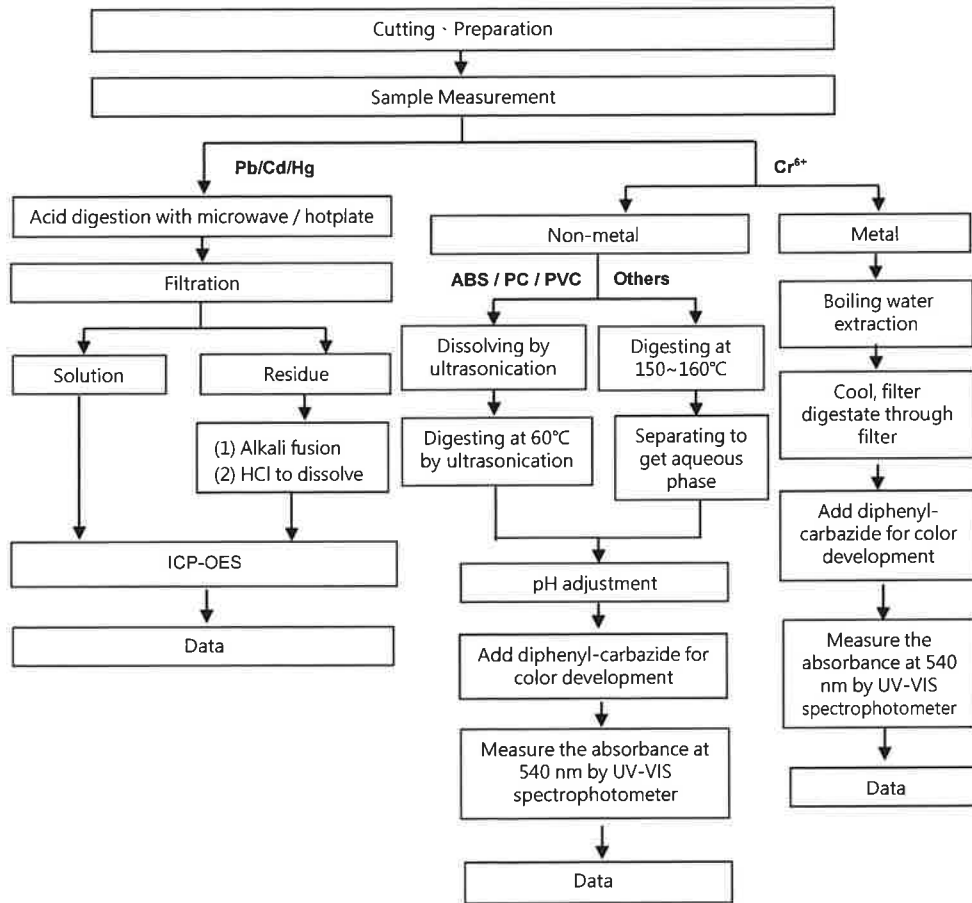 Cutting、Preparation
Sample Measurement
Pb/Cd/Hg
Cr⁶⁺
Acid digestion with microwave / hotplate
Filtration
Solution
Residue
(1) Alkali fusion
(2) HCl to dissolve
ICP-OES
Data
Non-metal
ABS / PC / PVC
Others
Dissolving by
ultrasonication
Digesting at
150~160℃
Digesting at 60℃
by ultrasonication
Separating to
get aqueous
phase
pH adjustment
Add diphenyl-carbazide for
color development
Measure the absorbance at
540 nm by UV-VIS
spectrophotometer
Data
Metal
Boiling water
extraction
Cool, filter
digestate through
filter
Add diphenyl-
carbazide for color
development
Measure the
absorbance at 540
nm by UV-VIS
spectrophotometer
Data